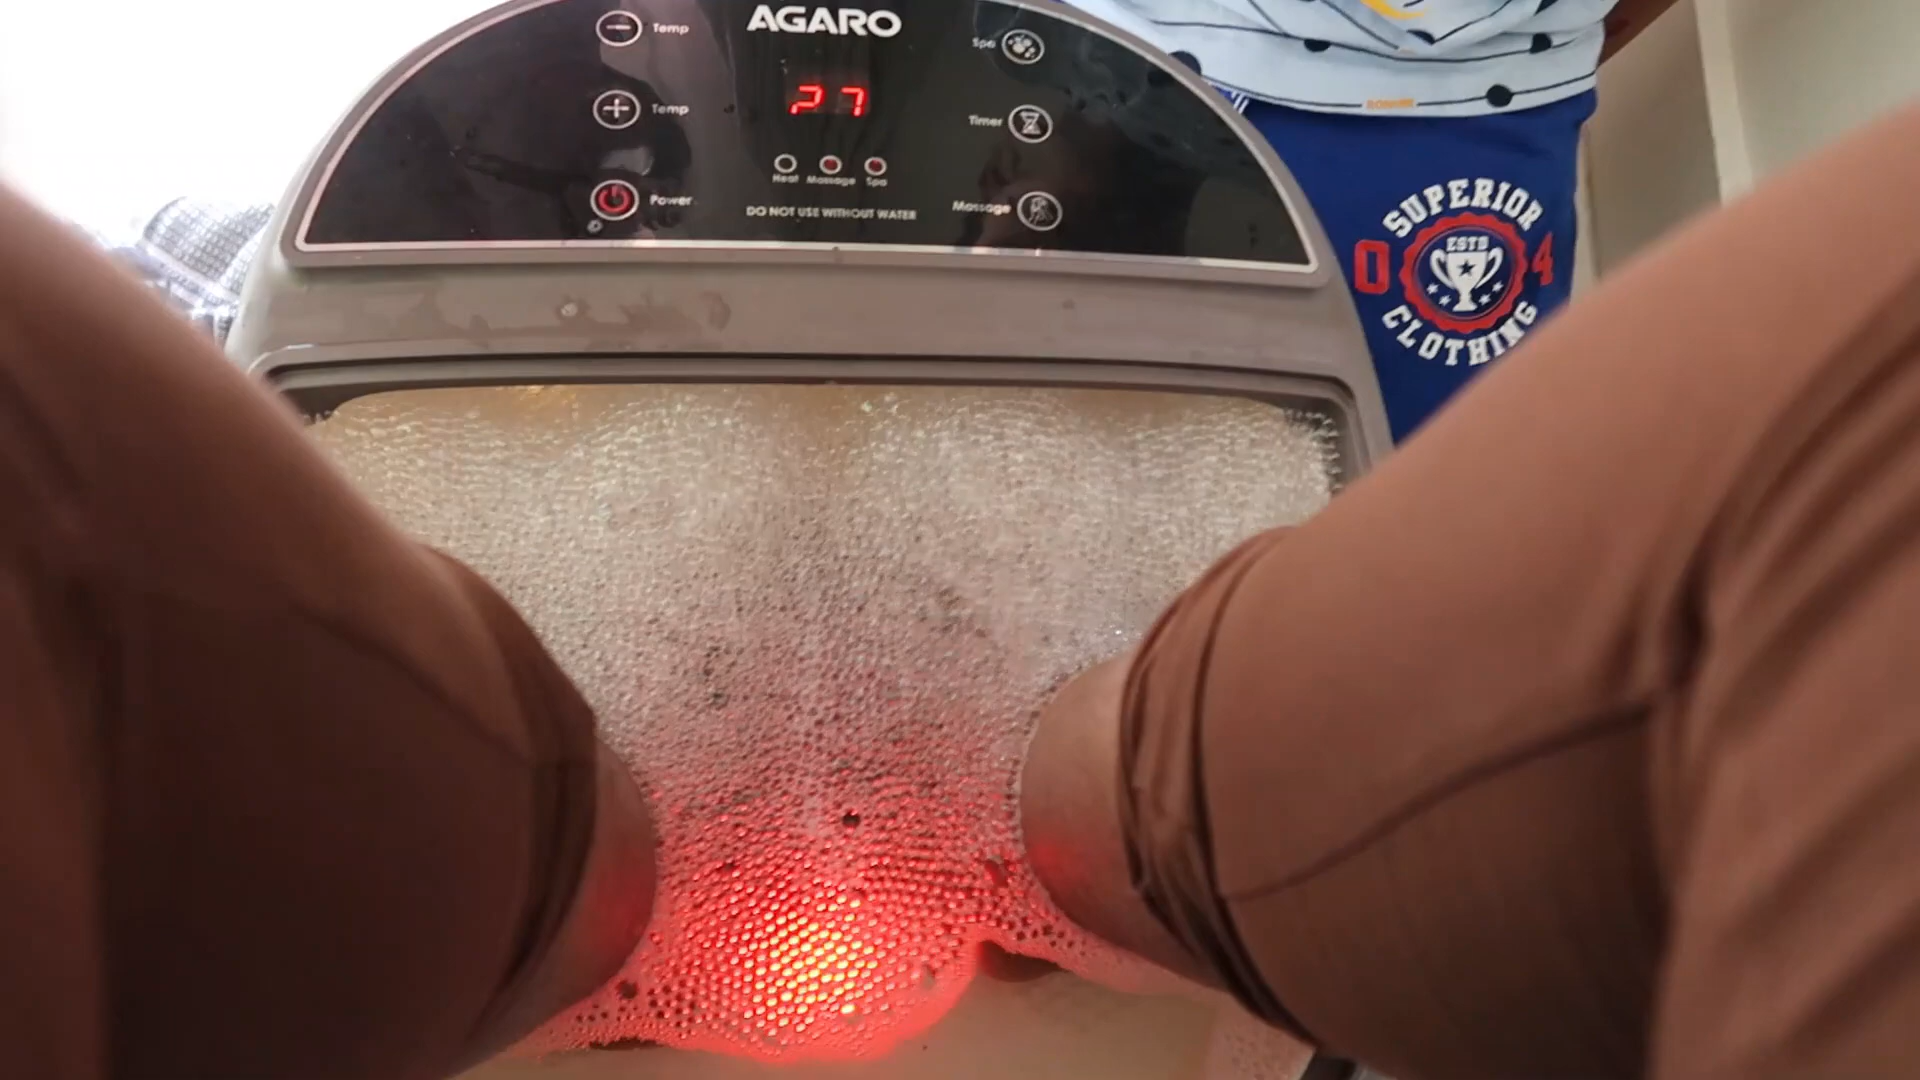 AGARO
Temp
Spa
27
Temp
Timer
Heat Massage Spa
Power
Massage
DO NOT USE WITHOUT WATER
SUPERIOR
ESTD
0 4
CLOTHING